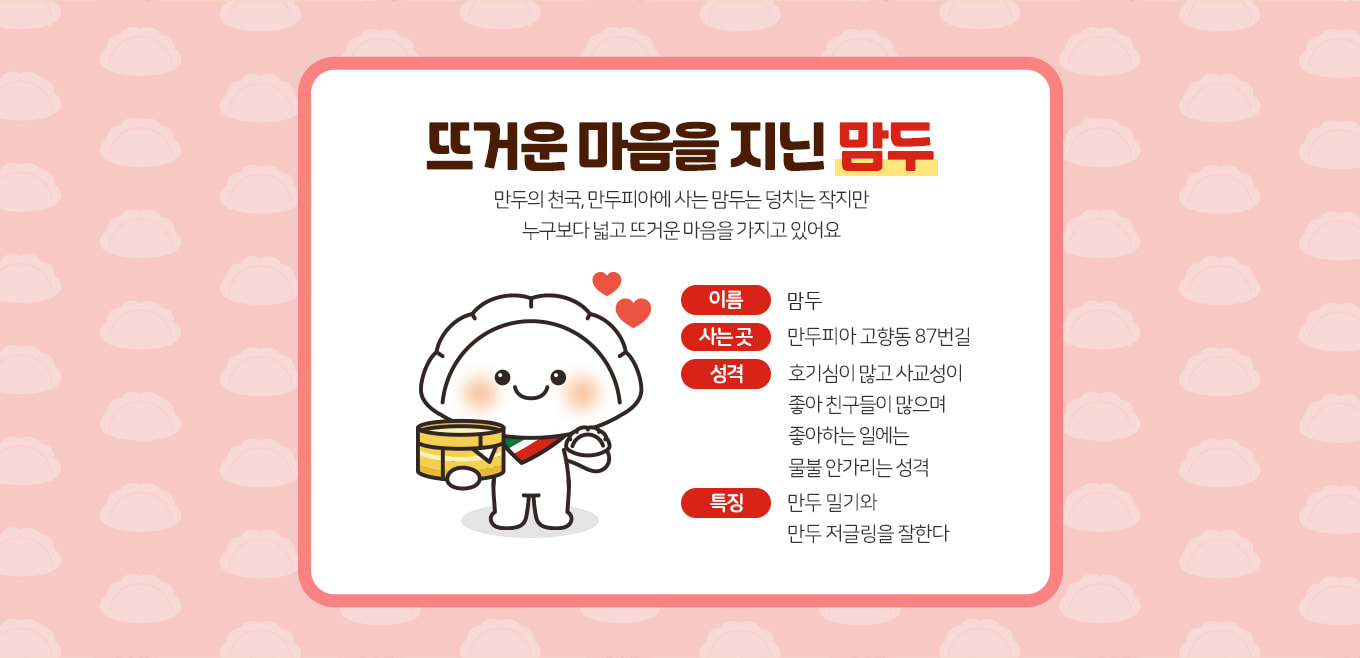 뜨거운 마음을 지닌 맘두
만두의 천국, 만두피아에 사는 맘두는 덩치는 작지만
누구보다 넓고 뜨거운 마음을 가지고 있어요
이름 맘두
사는 곳 만두피아 고향동 87번길
성격 호기심이 많고 사교성이
좋아 친구들이 많으며
좋아하는 일에는
물불 안가리는 성격
특징 만두 밀기와
만두 저글링을 잘한다